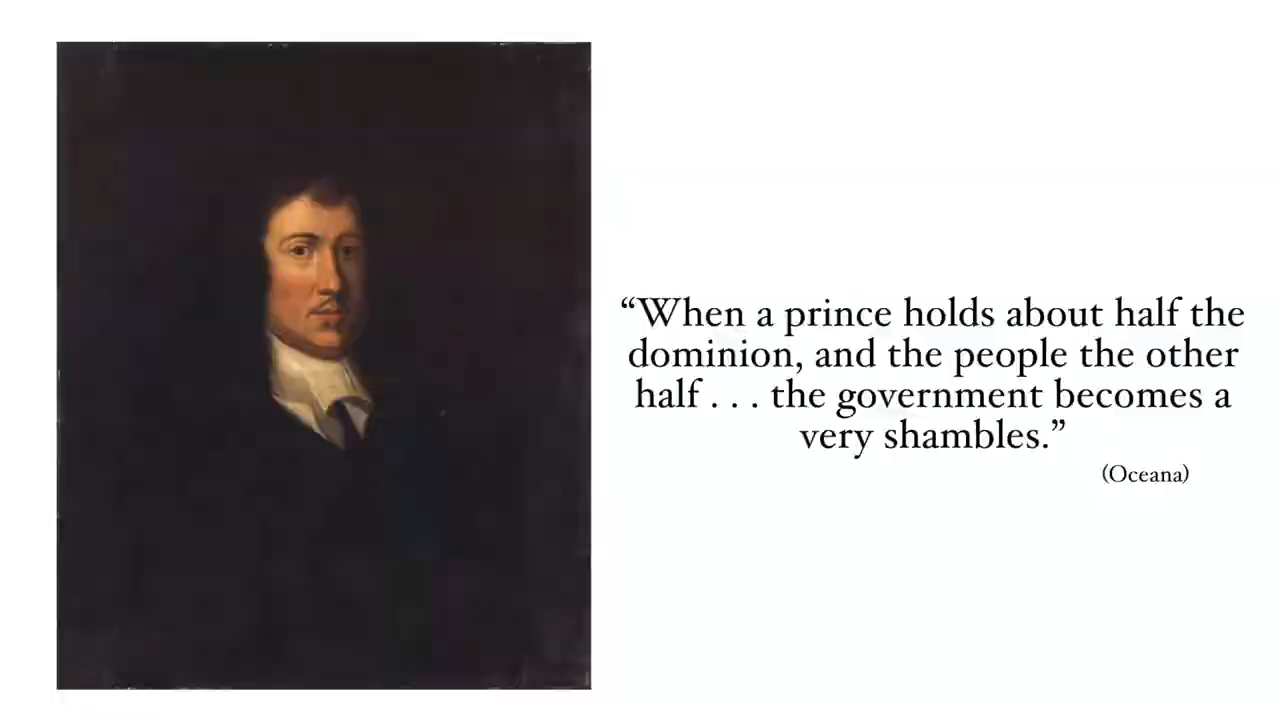 “When a prince holds about half the
dominion, and the people the other
half . . . the government becomes a
very shambles.”
(Oceana)